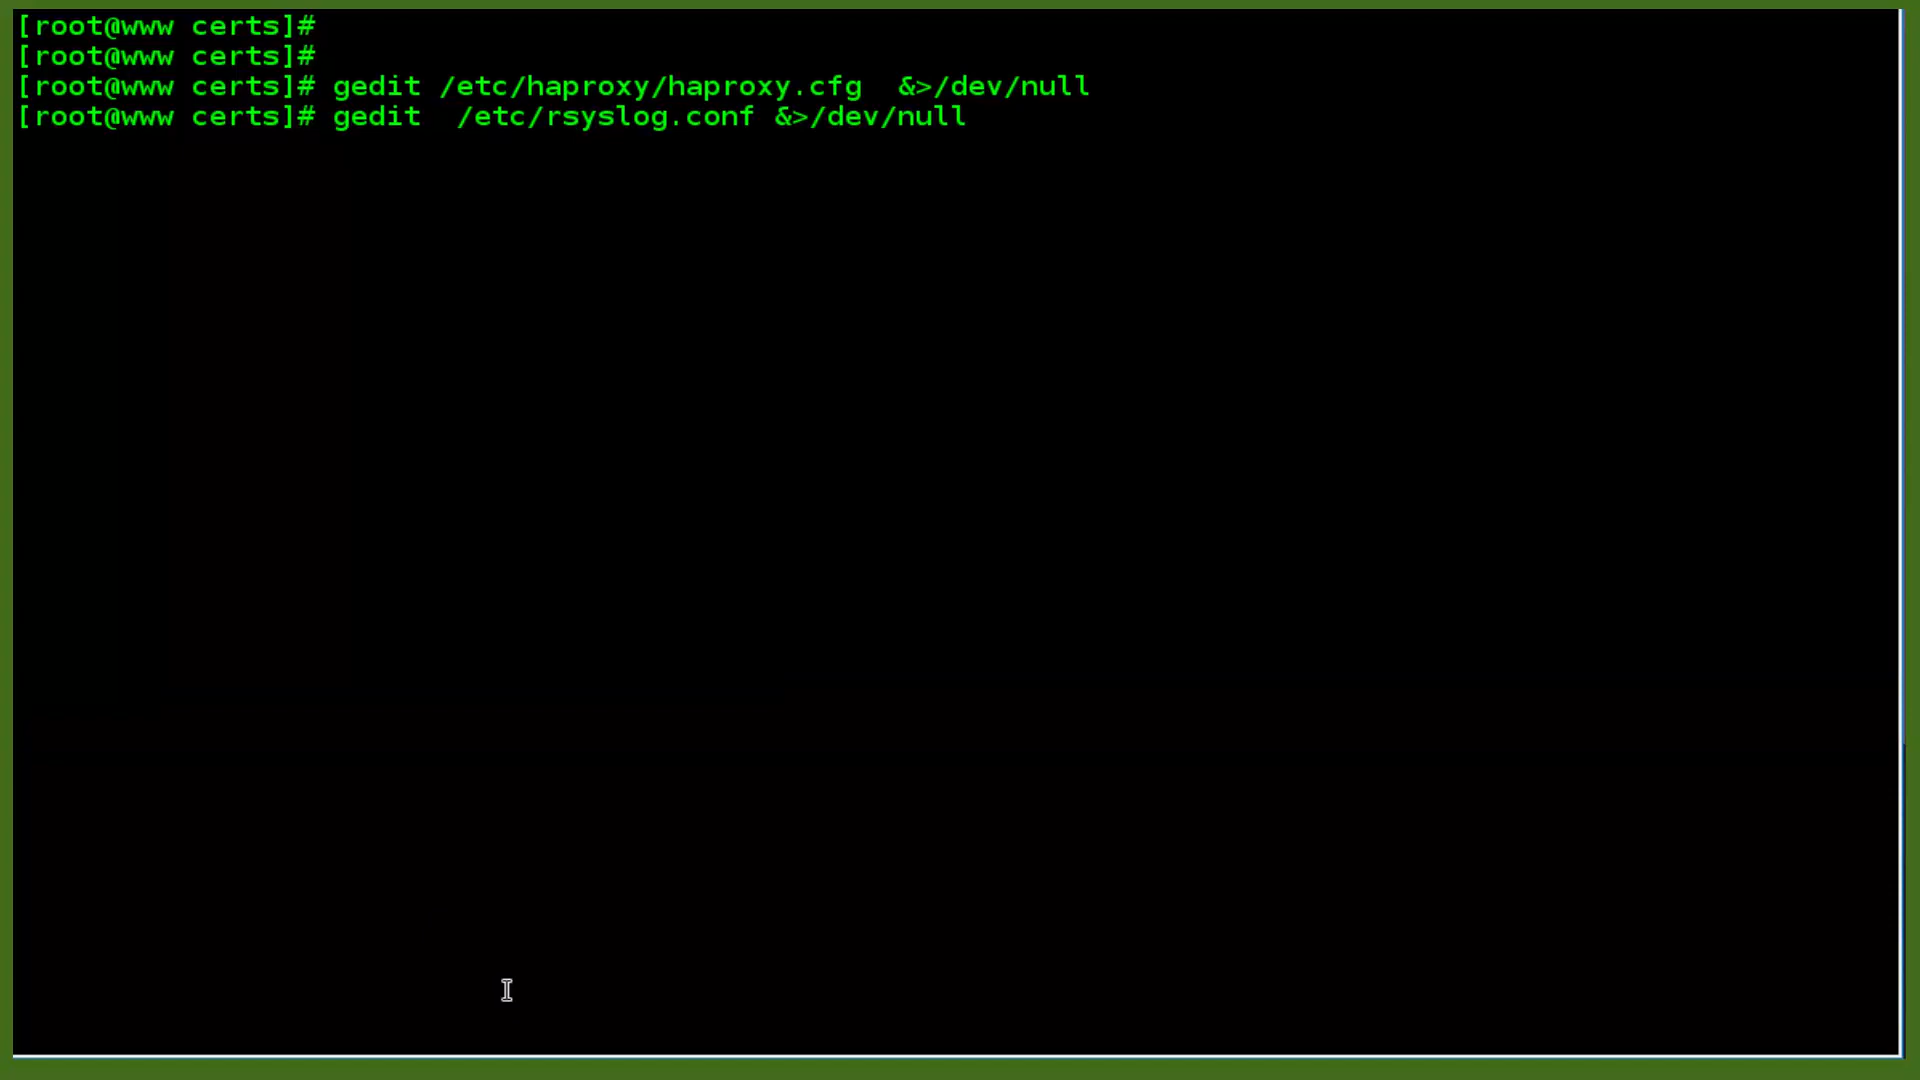 [root@www certs]#
[root@www certs]#
[root@www certs]# gedit /etc/haproxy/haproxy.cfg  &>/dev/null
[root@www certs]# gedit  /etc/rsyslog.conf &>/dev/null